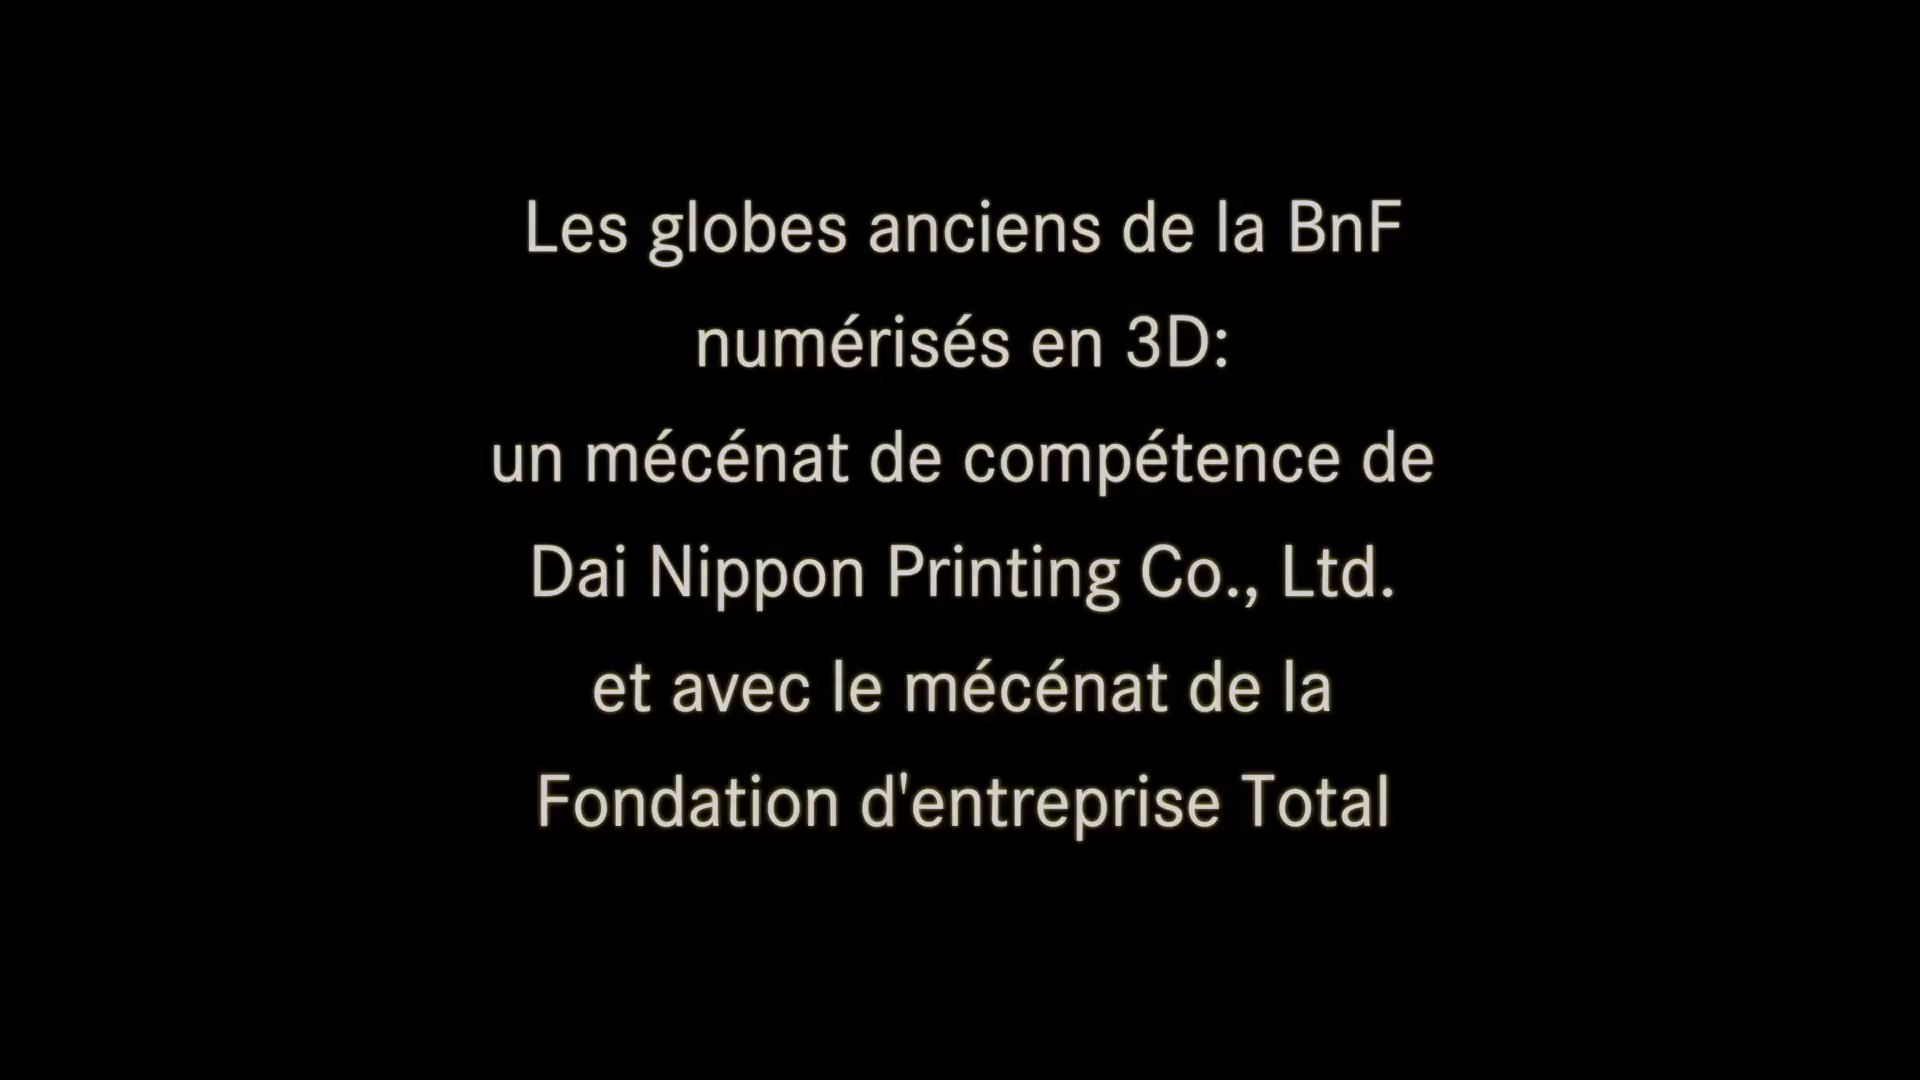 Les globes anciens de la BnF
numérisés en 3D:
un mécénat de compétence de
Dai Nippon Printing Co., Ltd.
et avec le mécénat de la
Fondation d'entreprise Total